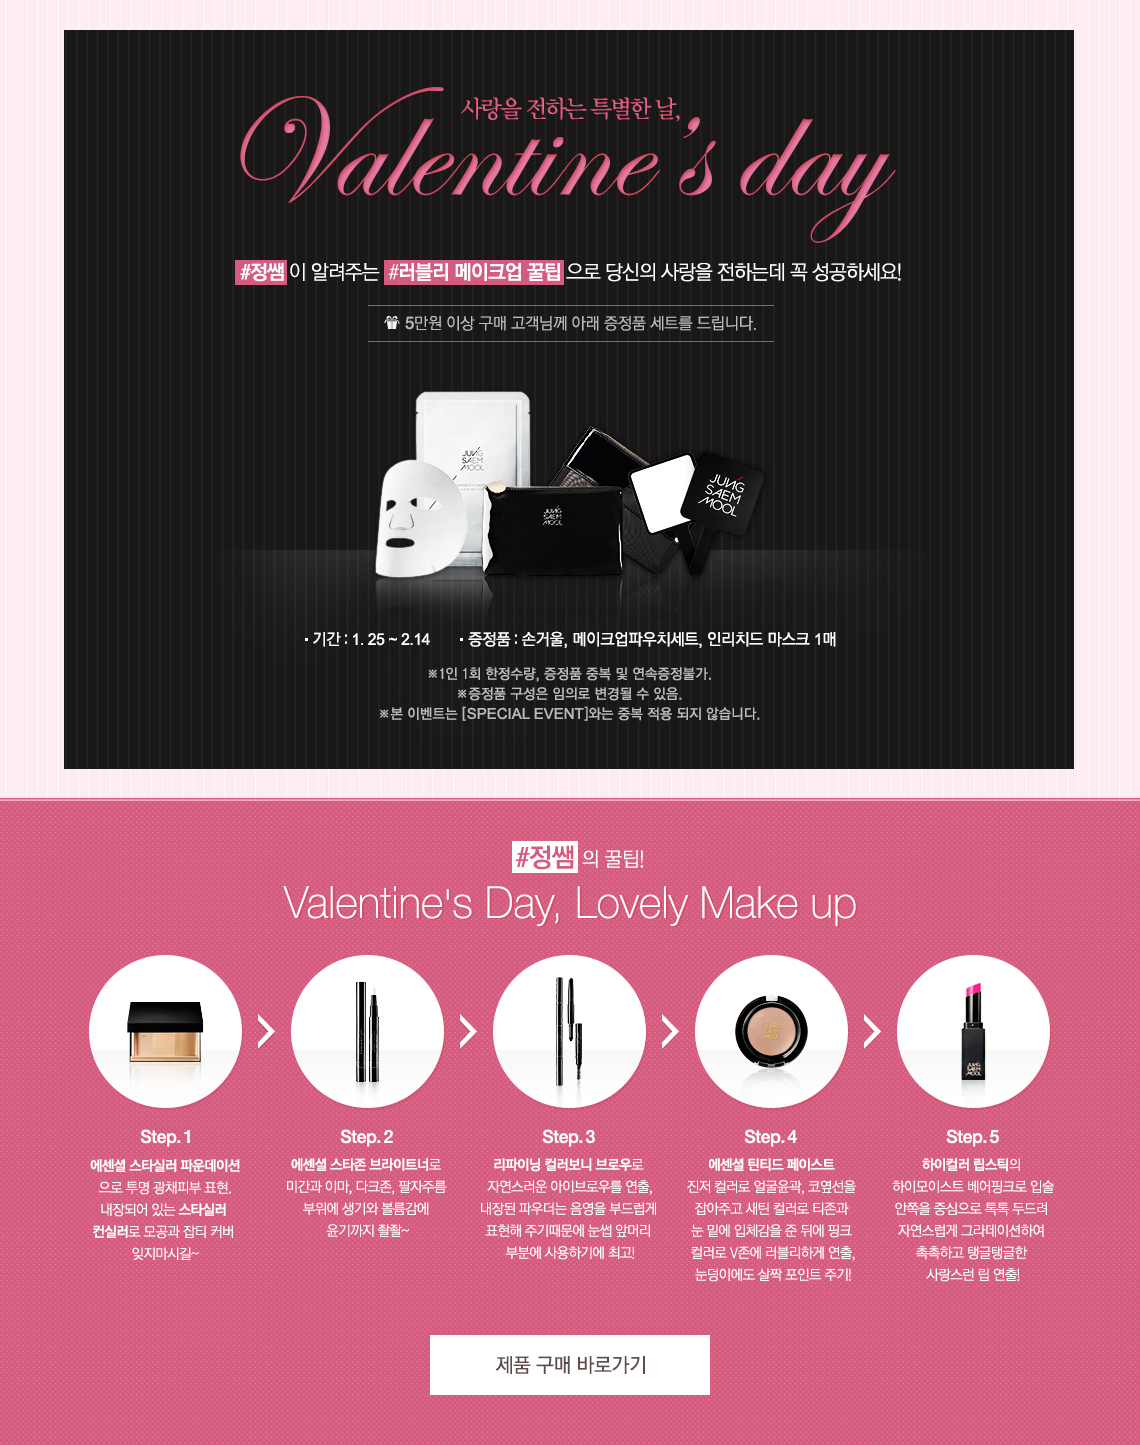 사랑을 전하는 특별한 날,
Valentine's day
#정쌤이 알려주는 #러블리 메이크업 꿀팁으로 당신의 사랑을 전하는데 꼭 성공하세요!
5만원 이상 구매 고객님께 아래 증정품 세트를 드립니다.
JUNG
SAEM
MOOL
JUNG
SAEM
MOOL
JUNG
SAEM
MOOL
▪ 기간 : 1. 25 ~ 2.14 ▪ 증정품 : 손거울, 메이크업파우치세트, 인리치드 마스크 1매
※1인 1회 한정수량, 증정품 중복 및 연속증정불가.
※증정품 구성은 임의로 변경될 수 있음.
※본 이벤트는 [SPECIAL EVENT]와는 중복 적용 되지 않습니다.
#정쌤의 꿀팁!
Valentine's Day, Lovely Make up
Step.1
에센셜 스타실러 파운데이션
으로 투명 광채피부 표현.
내장되어 있는 스타실러
컨실러로 모공과 잡티 커버
잊지마시길~
Step.2
에센셜 스타존 브라이트너로
미간과 이마, 다크존, 팔자주름
부위에 생기와 볼륨감에
윤기까지 촬촬~
Step.3
리파이닝 컬러보니 브로우로
자연스러운 아이브로우를 연출,
내장된 파우더는 음영을 부드럽게
표현해 주기때문에 눈썹 앞머리
부분에 사용하기에 최고!
Step.4
에센셜 틴티드 페이스트
진저 컬러로 얼굴윤곽, 코옆선을
잡아주고 새틴 컬러로 티존과
눈 밑에 입체감을 준 뒤에 핑크
컬러로 V존에 러블리하게 연출,
눈덩이에도 살짝 포인트 주기!
JUNG
SAEM
MOOL
Step.5
하이컬러 립스틱의
하이모이스트 베어핑크로 입술
안쪽을 중심으로 톡톡 두드려
자연스럽게 그라데이션하여
촉촉하고 탱글탱글한
사랑스런 립 연출!
제품 구매 바로가기